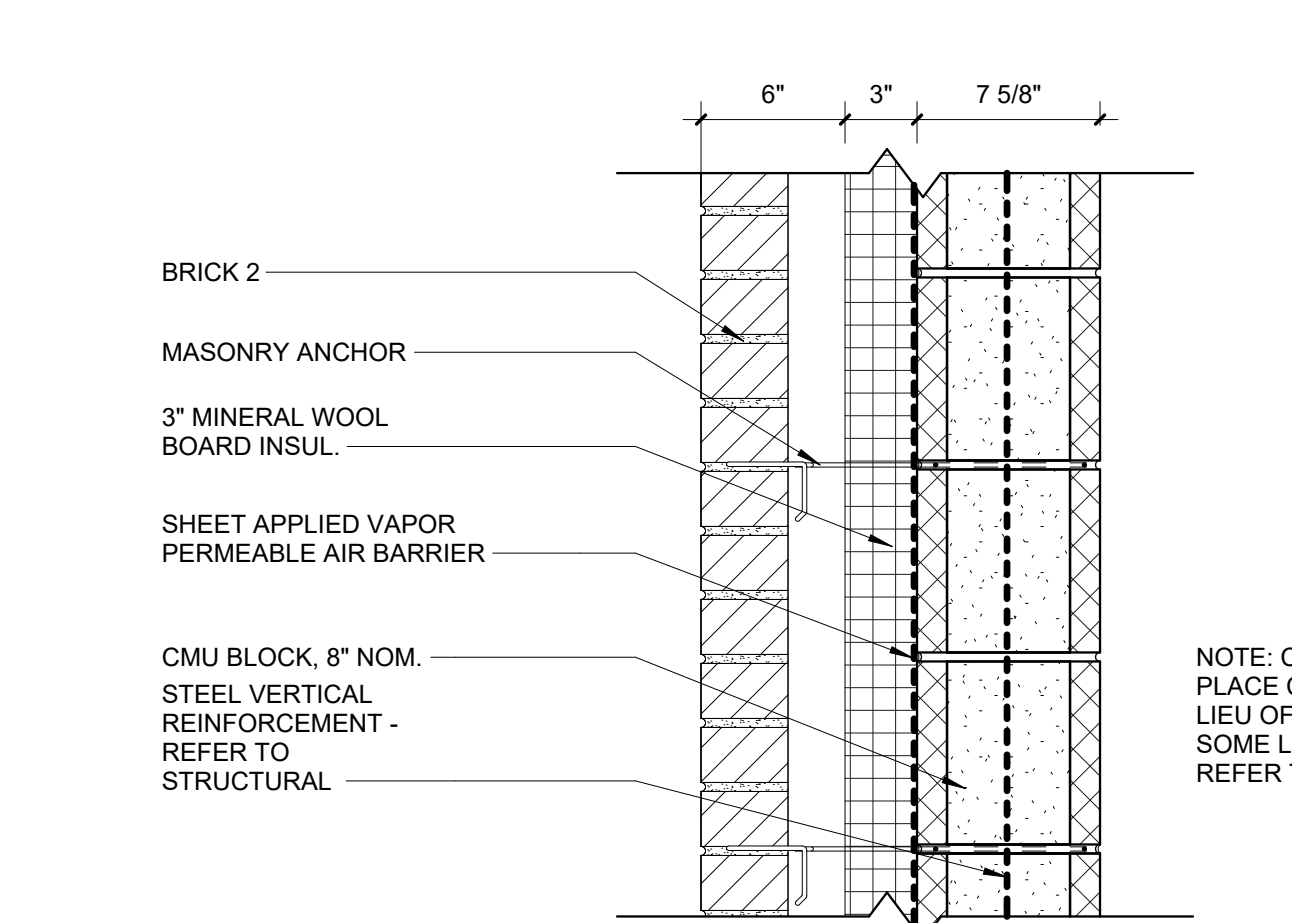 6" 3" 7 5/8"
BRICK 2
MASONRY ANCHOR
3" MINERAL WOOL
BOARD INSUL.
SHEET APPLIED VAPOR
PERMEABLE AIR BARRIER
CMU BLOCK, 8" NOM.
STEEL VERTICAL
REINFORCEMENT -
REFER TO
STRUCTURAL
NOTE:
PLACE
LIEU OF
SOME
REFER